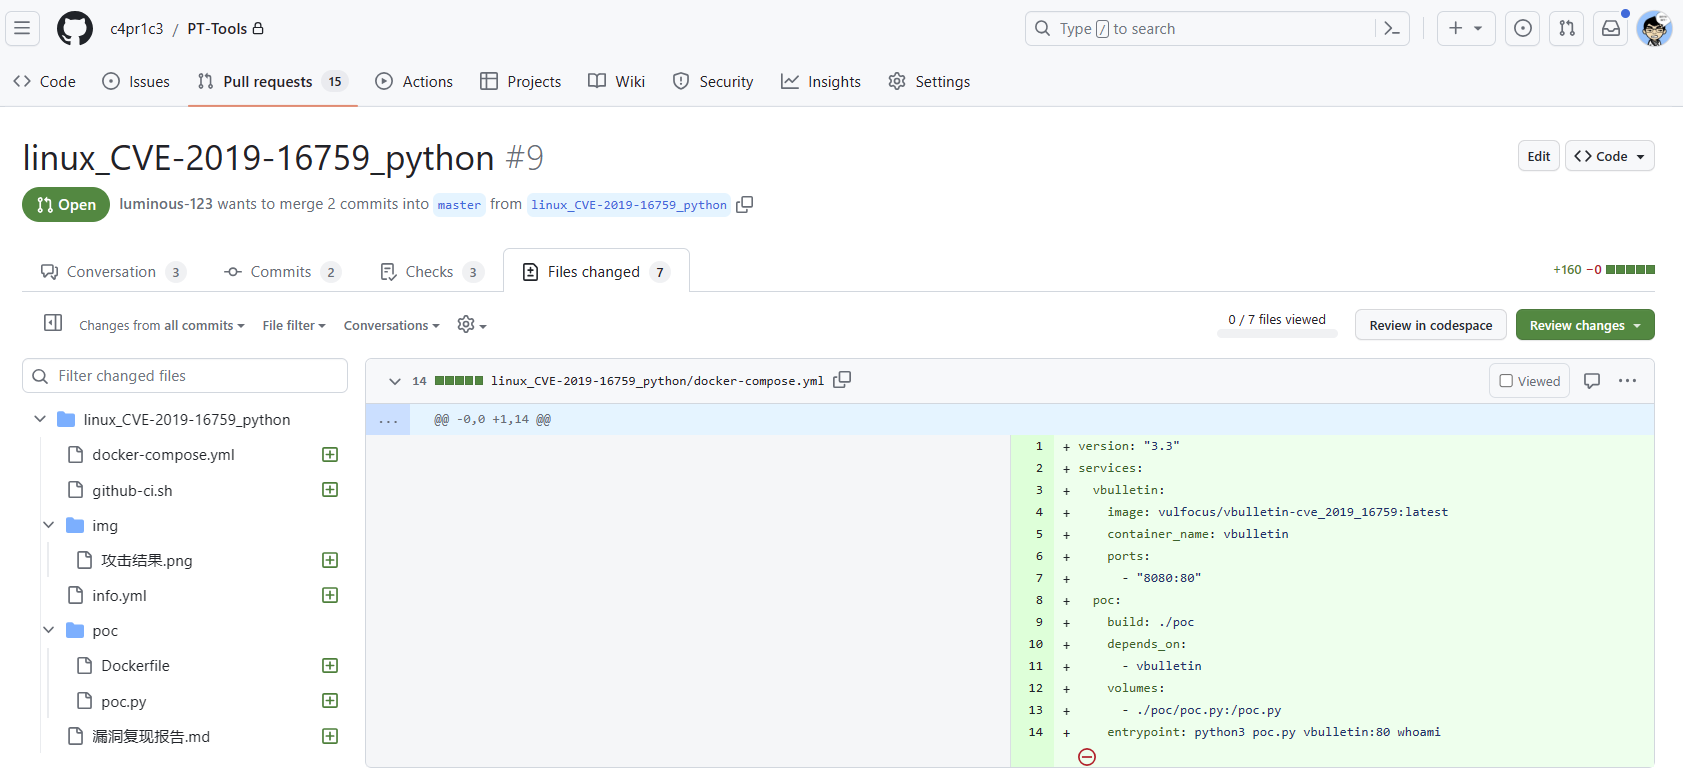 c4pr1c3 / PT-Tools
Type / to search
Code
Issues
Pull requests 15
Actions
Projects
Wiki
Security
Insights
Settings
linux_CVE-2019-16759_python #9
Edit
Code
Open
luminous-123 wants to merge 2 commits into master from linux_CVE-2019-16759_python
Conversation 3
Commits 2
Checks 3
Files changed 7
+160 −0
Changes from all commits
File filter
Conversations
0 / 7 files viewed
Review in codespace
Review changes
Filter changed files
linux_CVE-2019-16759_python
docker-compose.yml
github-ci.sh
img
攻击结果.png
info.yml
poc
Dockerfile
poc.py
漏洞复现报告.md
14 linux_CVE-2019-16759_python/docker-compose.yml
Viewed
... @@ -0,0 +1,14 @@
1 + version: "3.3"
2 + services:
3 + vbulletin:
4 + image: vulfocus/vbulletin-cve_2019_16759:latest
5 + container_name: vbulletin
6 + ports:
7 + - "8080:80"
8 + poc:
9 + build: ./poc
10 + depends_on:
11 + - vbulletin
12 + volumes:
13 + - ./poc/poc.py:/poc.py
14 + entrypoint: python3 poc.py vbulletin:80 whoami